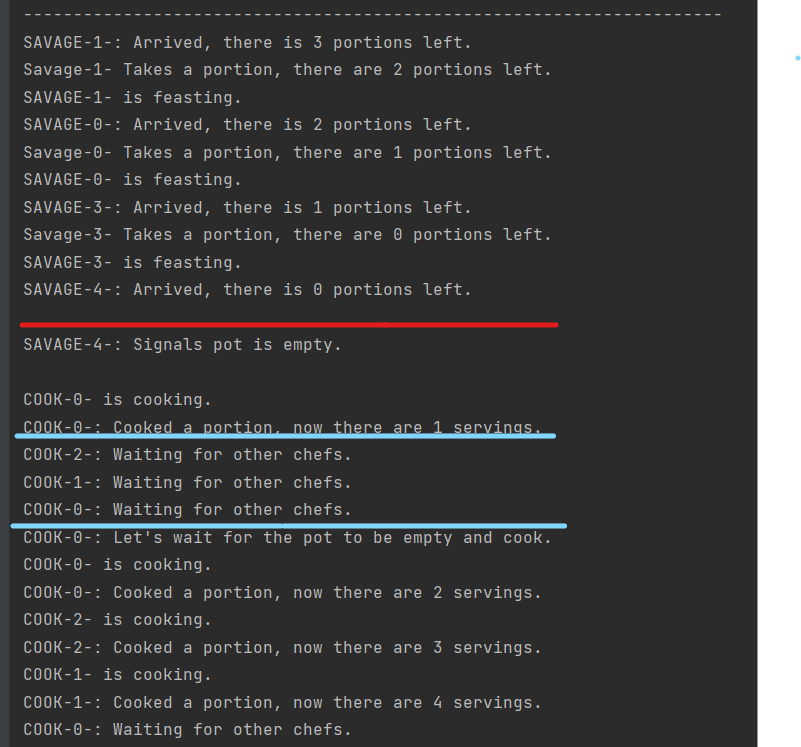 ----------------------------------------------------------------------
SAVAGE-1-: Arrived, there is 3 portions left.
Savage-1- Takes a portion, there are 2 portions left.
SAVAGE-1- is feasting.
SAVAGE-0-: Arrived, there is 2 portions left.
Savage-0- Takes a portion, there are 1 portions left.
SAVAGE-0- is feasting.
SAVAGE-3-: Arrived, there is 1 portions left.
Savage-3- Takes a portion, there are 0 portions left.
SAVAGE-3- is feasting.
SAVAGE-4-: Arrived, there is 0 portions left.
SAVAGE-4-: Signals pot is empty.
COOK-0- is cooking.
COOK-0-: Cooked a portion, now there are 1 servings.
COOK-2-: Waiting for other chefs.
COOK-1-: Waiting for other chefs.
COOK-0-: Waiting for other chefs.
COOK-0-: Let's wait for the pot to be empty and cook.
COOK-0- is cooking.
COOK-0-: Cooked a portion, now there are 2 servings.
COOK-2- is cooking.
COOK-2-: Cooked a portion, now there are 3 servings.
COOK-1- is cooking.
COOK-1-: Cooked a portion, now there are 4 servings.
COOK-0-: Waiting for other chefs.